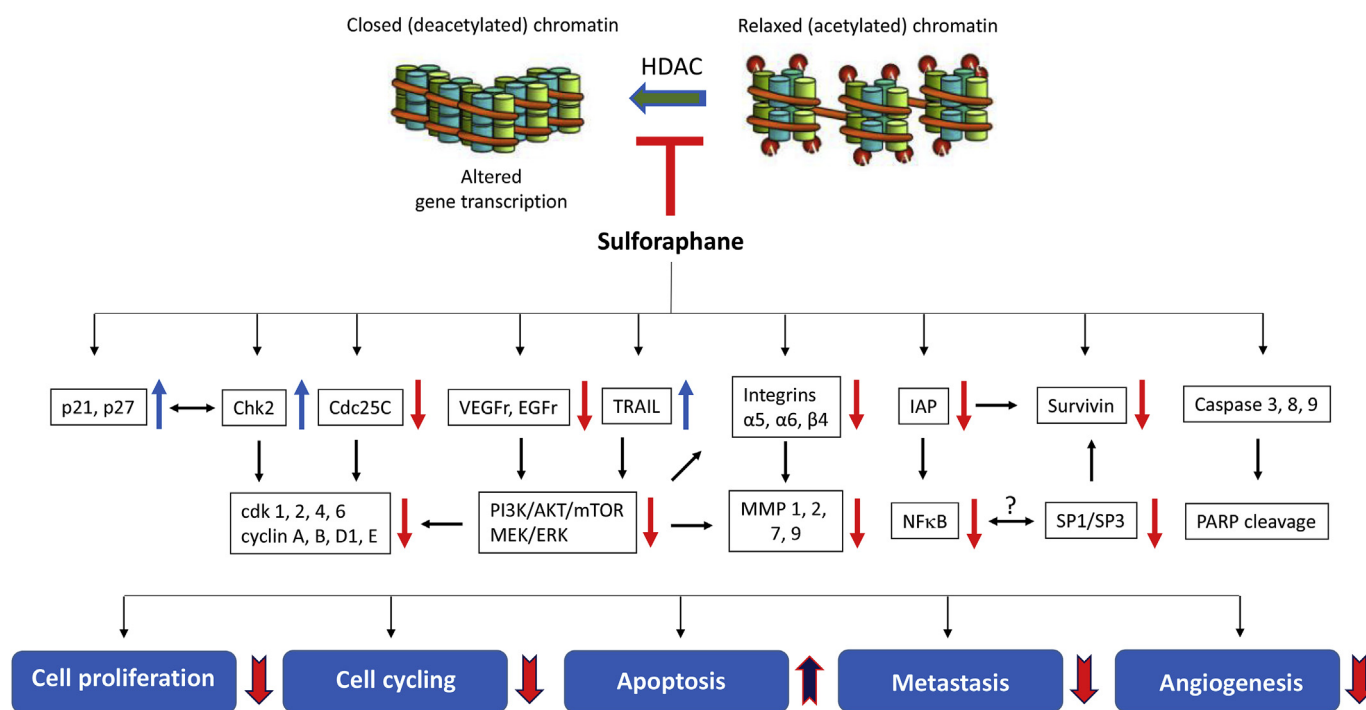 Closed (deacetylated) chromatin
Relaxed (acetylated) chromatin
HDAC
Altered
gene transcription
Sulforaphane
p21, p27
Chk2
Cdc25C
VEGFr, EGFr
TRAIL
Integrins
α5, α6, β4
IAP
Survivin
Caspase 3, 8, 9
cdk 1, 2, 4, 6
cyclin A, B, D1, E
PI3K/AKT/mTOR
MEK/ERK
MMP 1, 2,
7, 9
NFκB
?
SP1/SP3
PARP cleavage
Cell proliferation
Cell cycling
Apoptosis
Metastasis
Angiogenesis